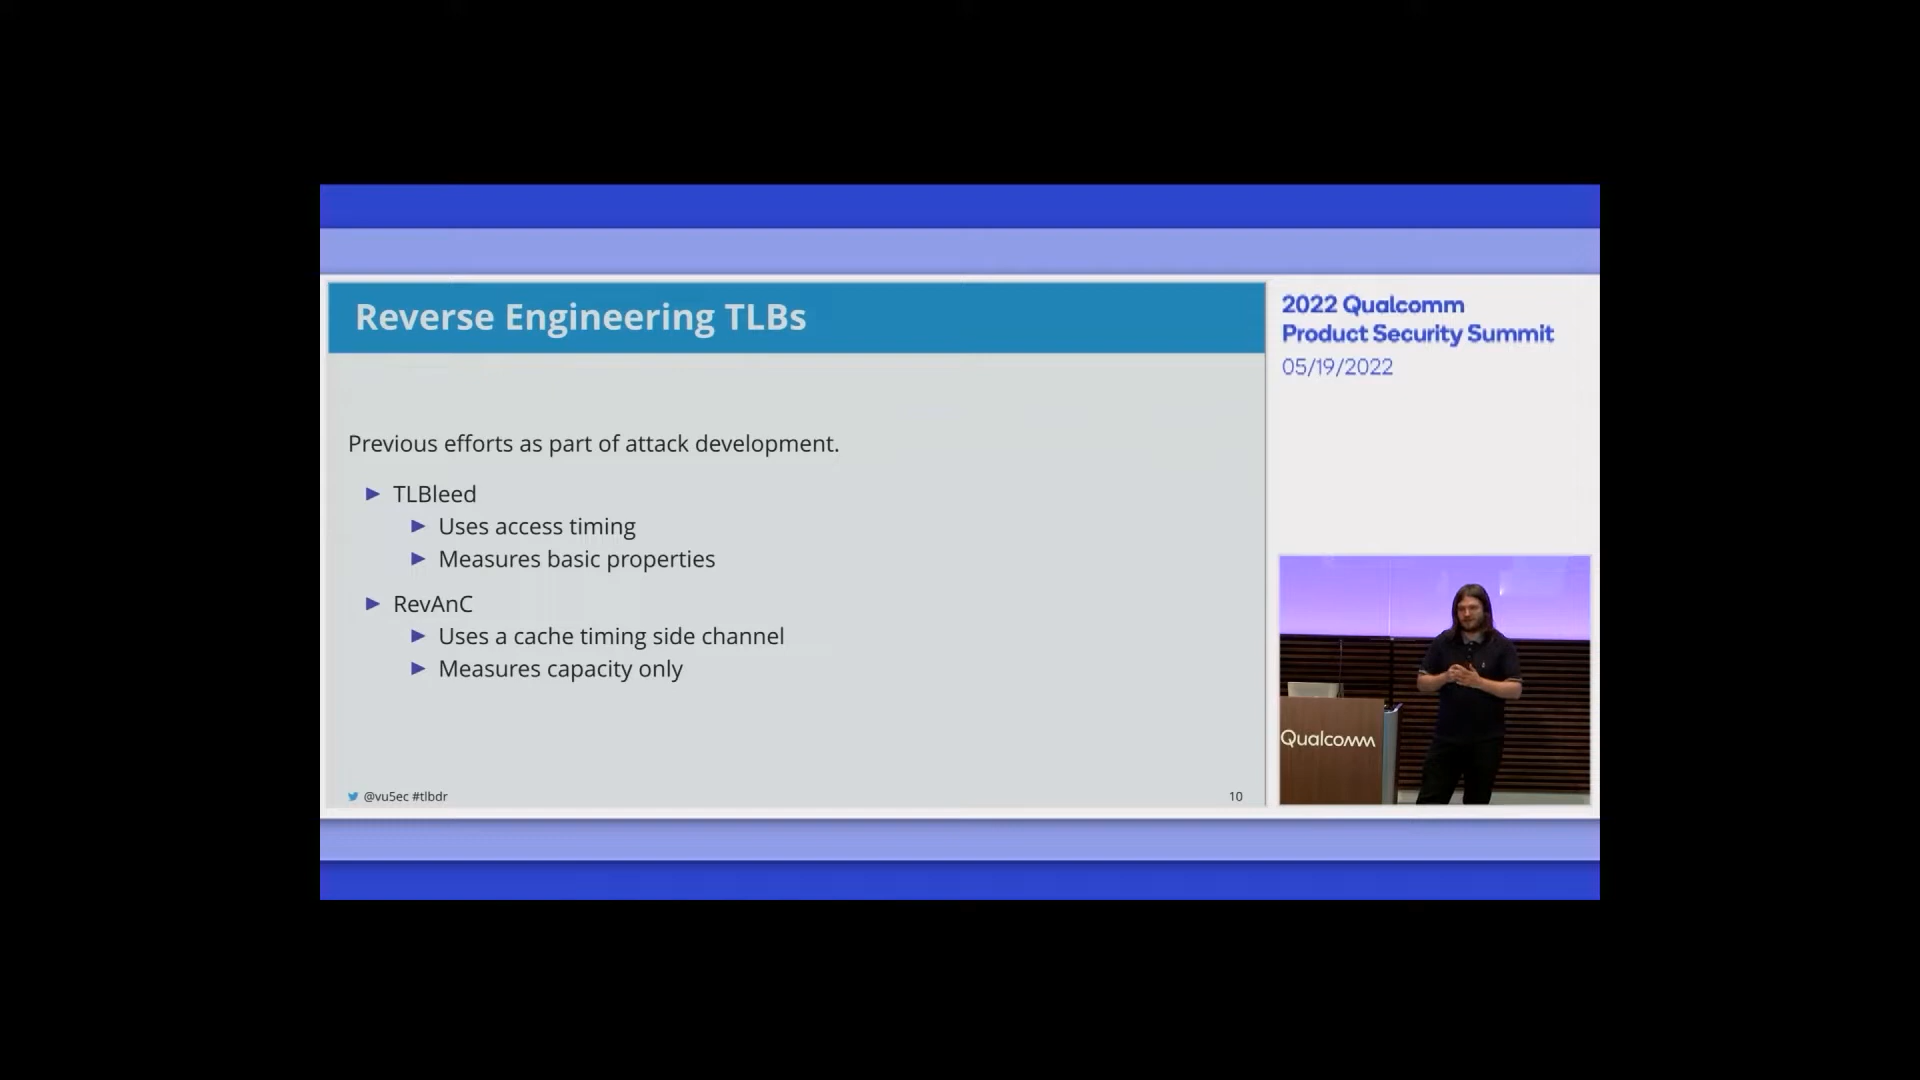 Reverse Engineering TLBs
Previous efforts as part of attack development.
TLBleed
Uses access timing
Measures basic properties
RevAnC
Uses a cache timing side channel
Measures capacity only
@vu5ec #tlbdr
10
2022 Qualcomm
Product Security Summit
05/19/2022
Qualcomm